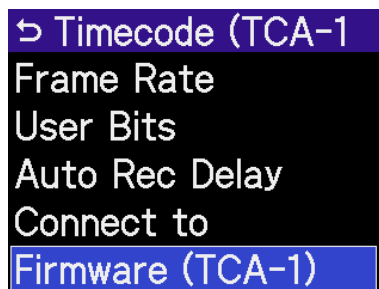 ⮌ Timecode (TCA-1
Frame Rate
User Bits
Auto Rec Delay
Connect to
Firmware (TCA-1)